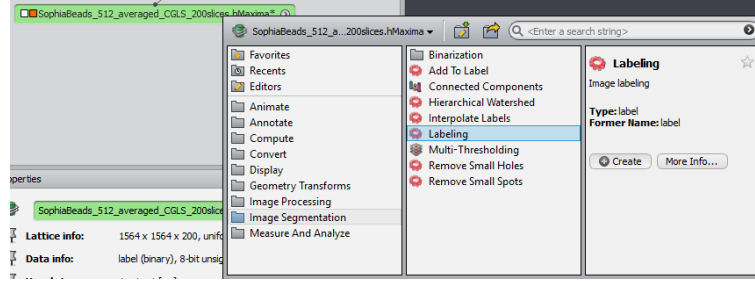 SophiaBeads_512_averaged_CGLS_200slices.hMaxima*
SophiaBeads_512_a...200slices.hMaxima
<Enter a search string>
Favorites
Recents
Editors
Animate
Annotate
Compute
Convert
Display
Geometry Transforms
Image Processing
Image Segmentation
Measure And Analyze
Binarization
Add To Label
Connected Components
Hierarchical Watershed
Interpolate Labels
Labeling
Multi-Thresholding
Remove Small Holes
Remove Small Spots
Labeling
Image labeling
Type: label
Former Name: label
Create
More Info...
operties
SophiaBeads_512_averaged_CGLS_200slice
Lattice info: 1564 x 1564 x 200, unifo
Data info: label (binary), 8-bit unsig